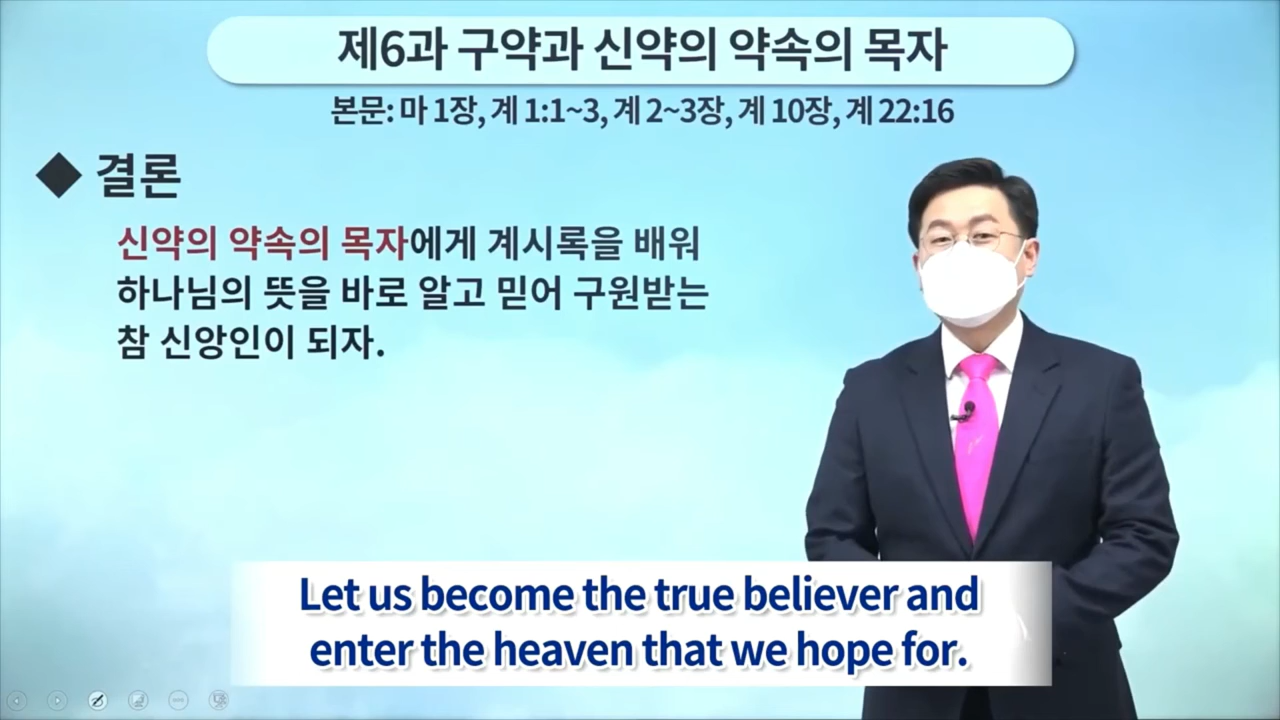 제6과 구약과 신약의 약속의 목자
본문: 마 1장, 계 1:1~3, 계 2~3장, 계 10장, 계 22:16
◆ 결론
신약의 약속의 목자에게 계시록을 배워
하나님의 뜻을 바로 알고 믿어 구원받는
참 신앙인이 되자.
Let us become the true believer and
enter the heaven that we hope for.